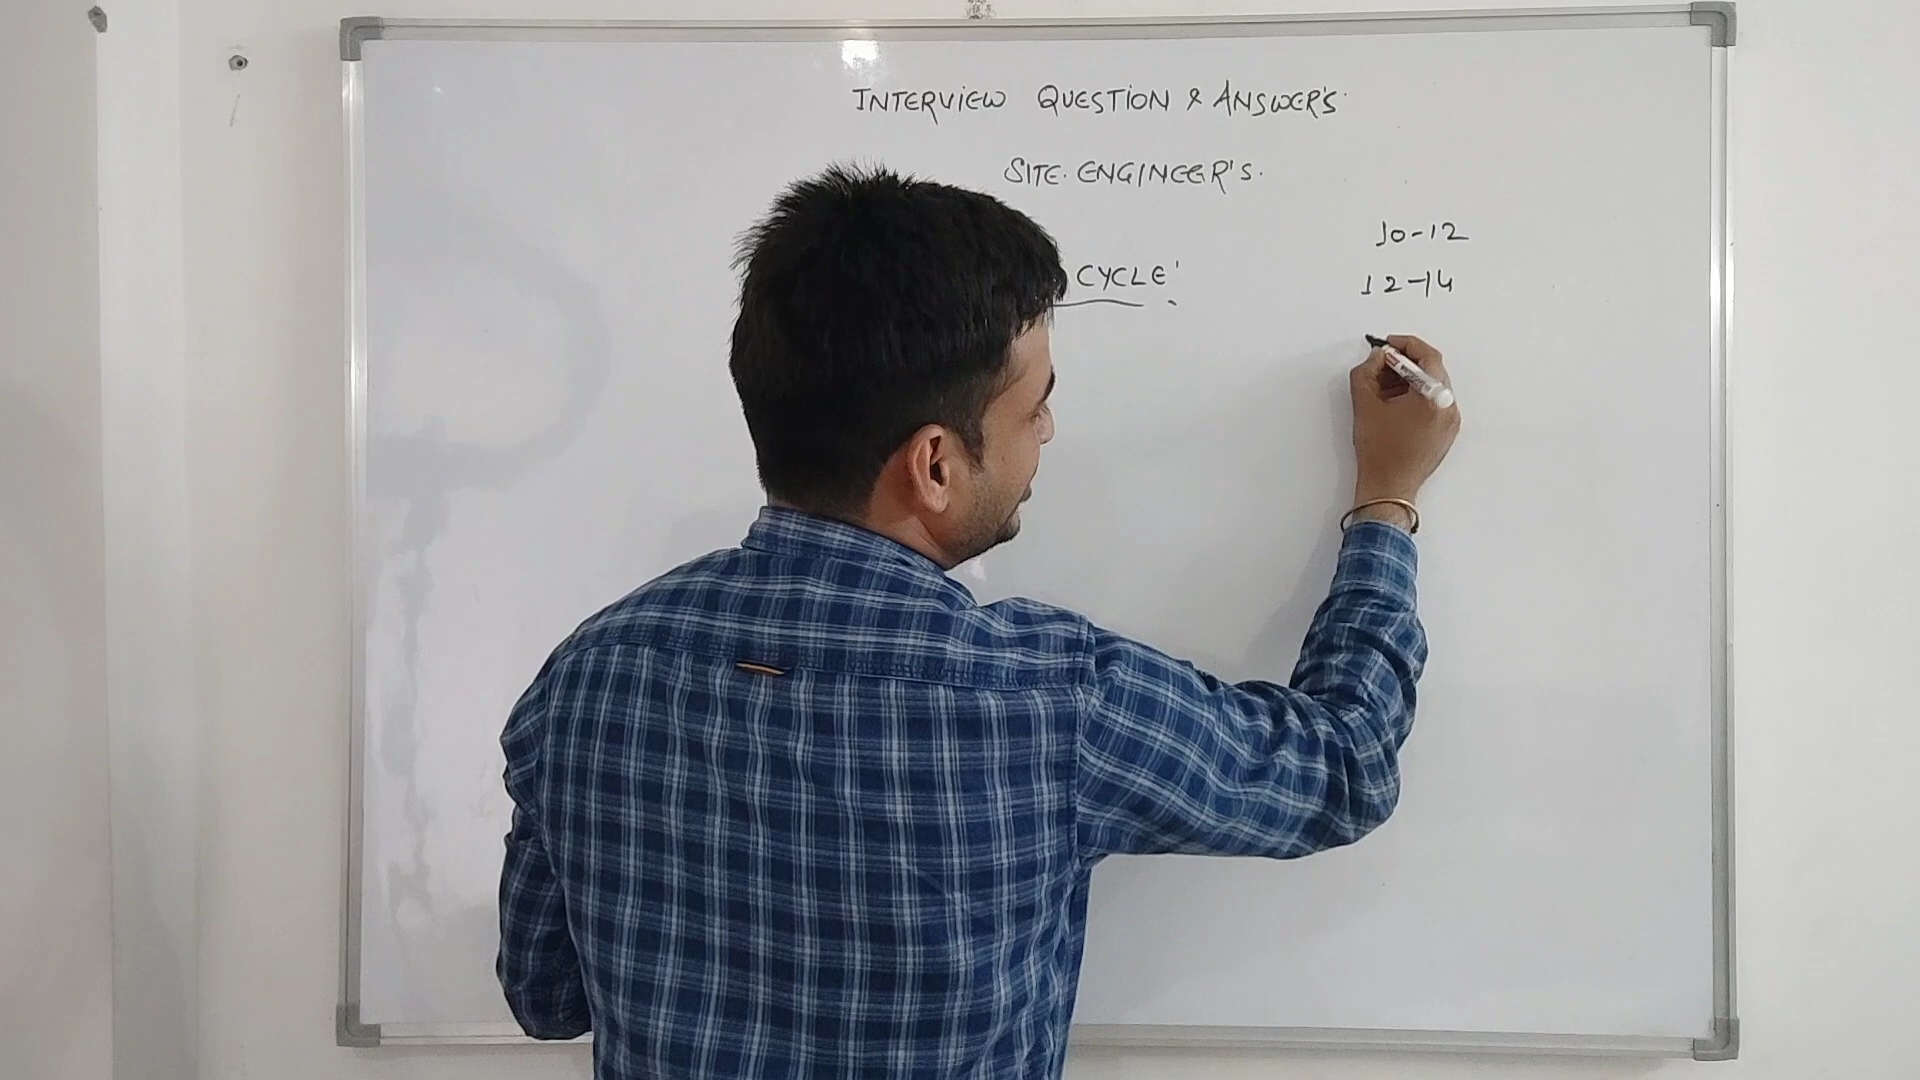 INTERVIEW QUESTION & ANSWER'S.
SITE. ENGINEER'S.
CYCLE'
10-12
12-14